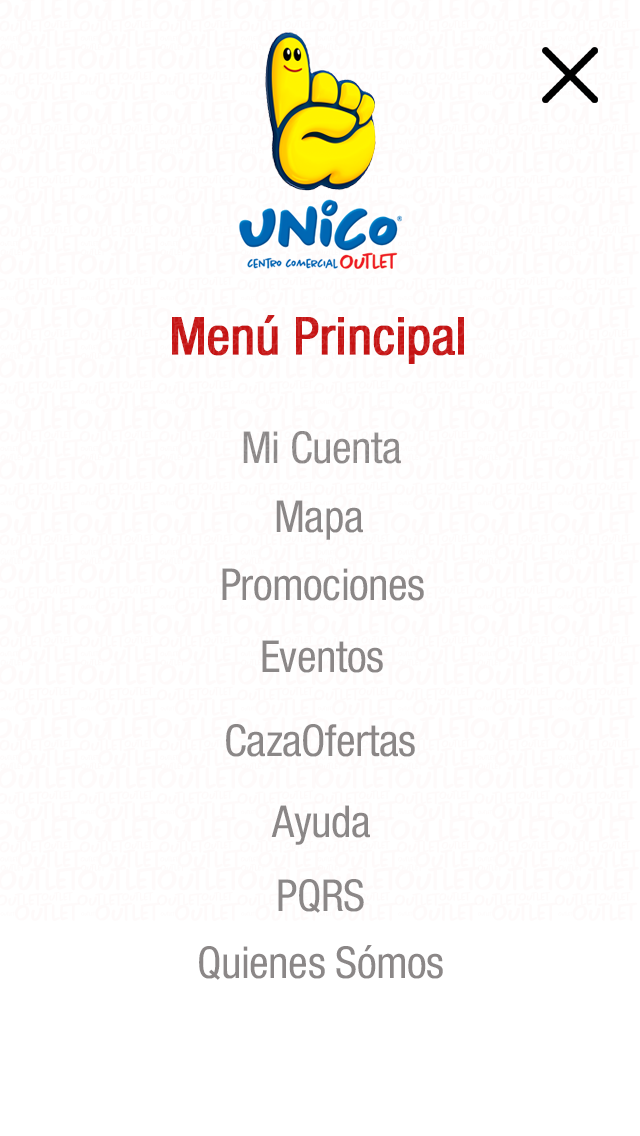 UNiCO®
CENTRO COMERCIAL OUTLET
Menú Principal
Mi Cuenta
Mapa
Promociones
Eventos
CazaOfertas
Ayuda
PQRS
Quienes Sómos